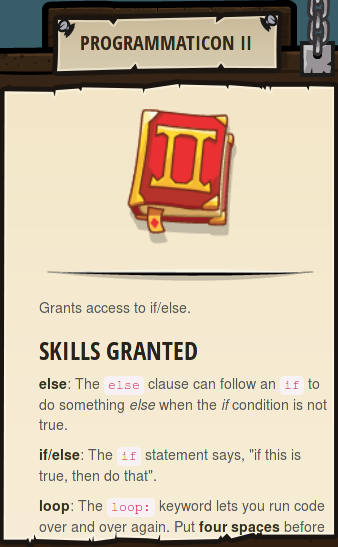 PROGRAMMATICON II
II
Grants access to if/else.
SKILLS GRANTED
else: The else clause can follow an if to
do something else when the if condition is not
true.
if/else: The if statement says, "if this is
true, then do that".
loop: The loop: keyword lets you run code
over and over again. Put four spaces before